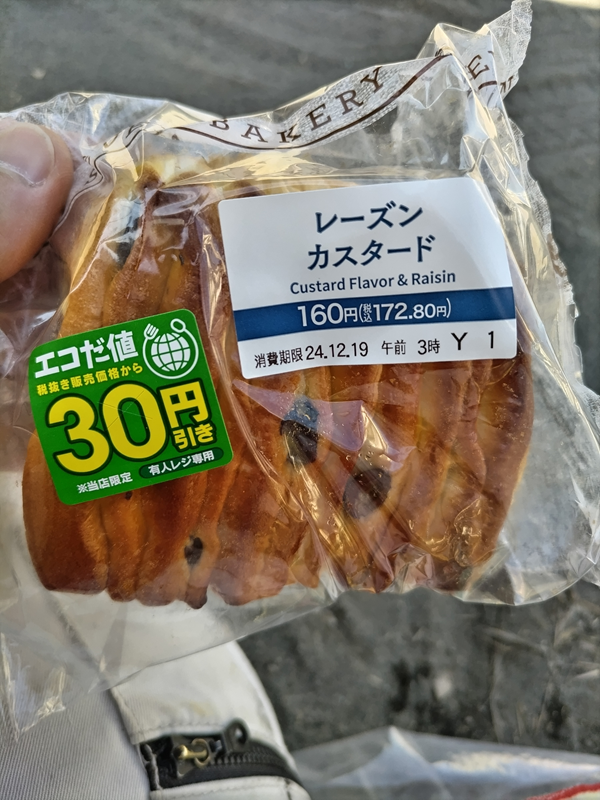 BAKERY
レーズン
カスタード
Custard Flavor & Raisin
160円(税込172.80円)
消費期限 24.12.19 午前 3時 Y 1
エコだ値
税抜き販売価格から
30円引き
※当店限定 有人レジ専用